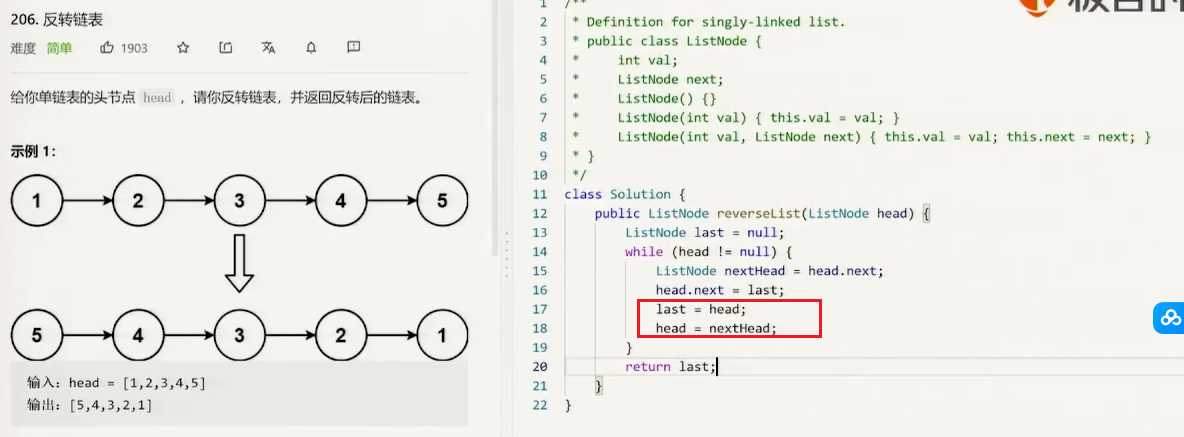 206. 反转链表
难度 简单 1903
给你单链表的头节点 head ，请你反转链表，并返回反转后的链表。
示例 1：
1 2 3 4 5
5 4 3 2 1
输入：head = [1,2,3,4,5]
输出：[5,4,3,2,1]
1 /**
2 * Definition for singly-linked list.
3 * public class ListNode {
4 *     int val;
5 *     ListNode next;
6 *     ListNode() {}
7 *     ListNode(int val) { this.val = val; }
8 *     ListNode(int val, ListNode next) { this.val = val; this.next = next; }
9 * }
10 */
11 class Solution {
12     public ListNode reverseList(ListNode head) {
13         ListNode last = null;
14         while (head != null) {
15             ListNode nextHead = head.next;
16             head.next = last;
17             last = head;
18             head = nextHead;
19         }
20         return last;
21     }
22 }